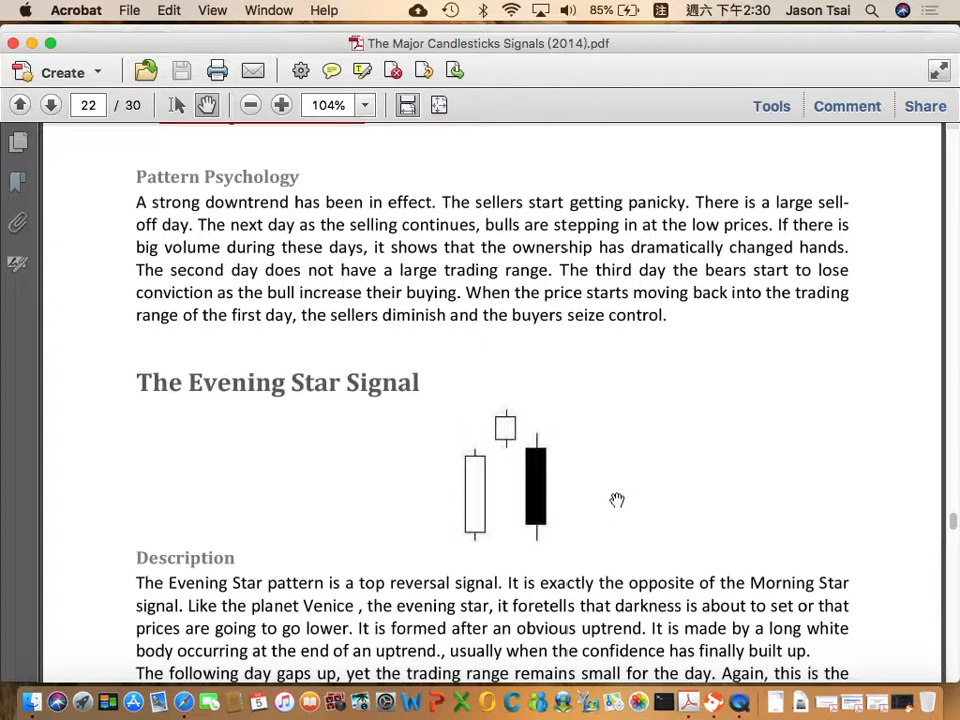 Acrobat File Edit View Window Help 85% 注 週六 下午2:30 Jason Tsai
The Major Candlesticks Signals (2014).pdf
Create
22 / 30 104% Tools Comment Share
Pattern Psychology
A strong downtrend has been in effect. The sellers start getting panicky. There is a large sell-
off day. The next day as the selling continues, bulls are stepping in at the low prices. If there is
big volume during these days, it shows that the ownership has dramatically changed hands.
The second day does not have a large trading range. The third day the bears start to lose
conviction as the bull increase their buying. When the price starts moving back into the trading
range of the first day, the sellers diminish and the buyers seize control.
The Evening Star Signal
Description
The Evening Star pattern is a top reversal signal. It is exactly the opposite of the Morning Star
signal. Like the planet Venice , the evening star, it foretells that darkness is about to set or that
prices are going to go lower. It is formed after an obvious uptrend. It is made by a long white
body occurring at the end of an uptrend., usually when the confidence has finally built up.
The following day gaps up, yet the trading range remains small for the day. Again, this is the